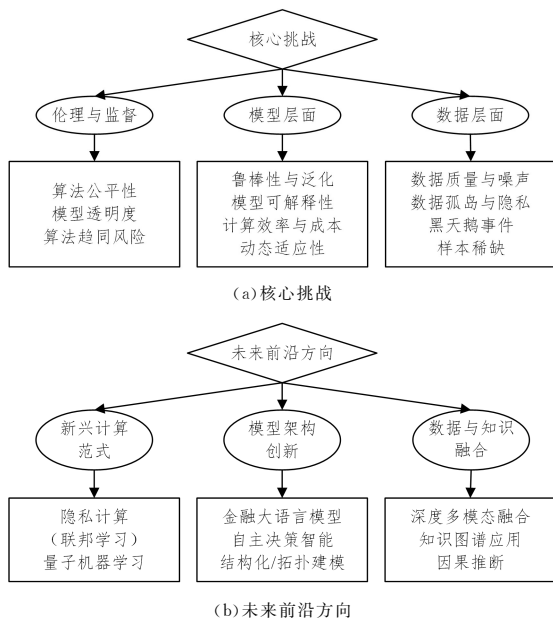 核心挑战
伦理与监督
模型层面
数据层面
算法公平性
模型透明度
算法趋同风险
鲁棒性与泛化
模型可解释性
计算效率与成本
动态适应性
数据质量与噪声
数据孤岛与隐私
黑天鹅事件
样本稀缺
(a)核心挑战
未来前沿方向
新兴计算
范式
模型架构
创新
数据与知识
融合
隐私计算
(联邦学习)
量子机器学习
金融大语言模型
自主决策智能
结构化/拓扑建模
深度多模态融合
知识图谱应用
因果推断
(b)未来前沿方向